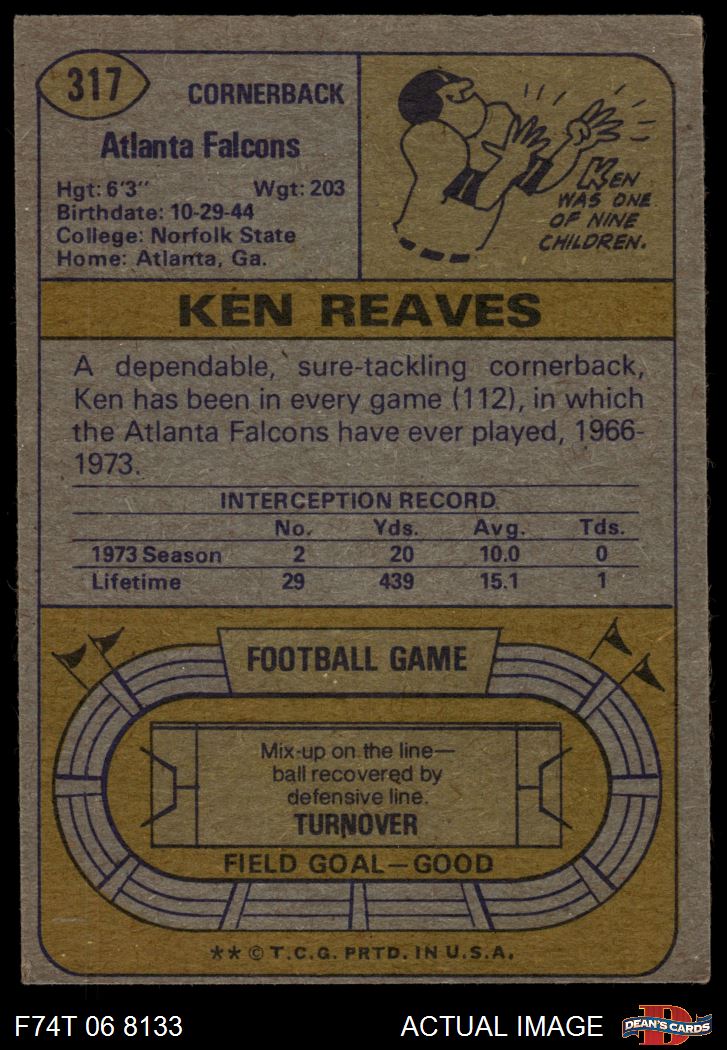 317
CORNERBACK
Atlanta Falcons
Hgt: 6'3" Wgt: 203
Birthdate: 10-29-44
College: Norfolk State
Home: Atlanta, Ga.
KEN
WAS ONE
OF NINE
CHILDREN.
KEN REAVES
A dependable, sure-tackling cornerback,
Ken has been in every game (112), in which
the Atlanta Falcons have ever played, 1966-
1973.
INTERCEPTION RECORD
No. Yds. Avg. Tds.
1973 Season 2 20 10.0 0
Lifetime 29 439 15.1 1
FOOTBALL GAME
Mix-up on the line—
ball recovered by
defensive line.
TURNOVER
FIELD GOAL—GOOD
** © T.C.G. PRTD. IN U.S.A.
F74T 06 8133 ACTUAL IMAGE
D
DEAN'S CARDS